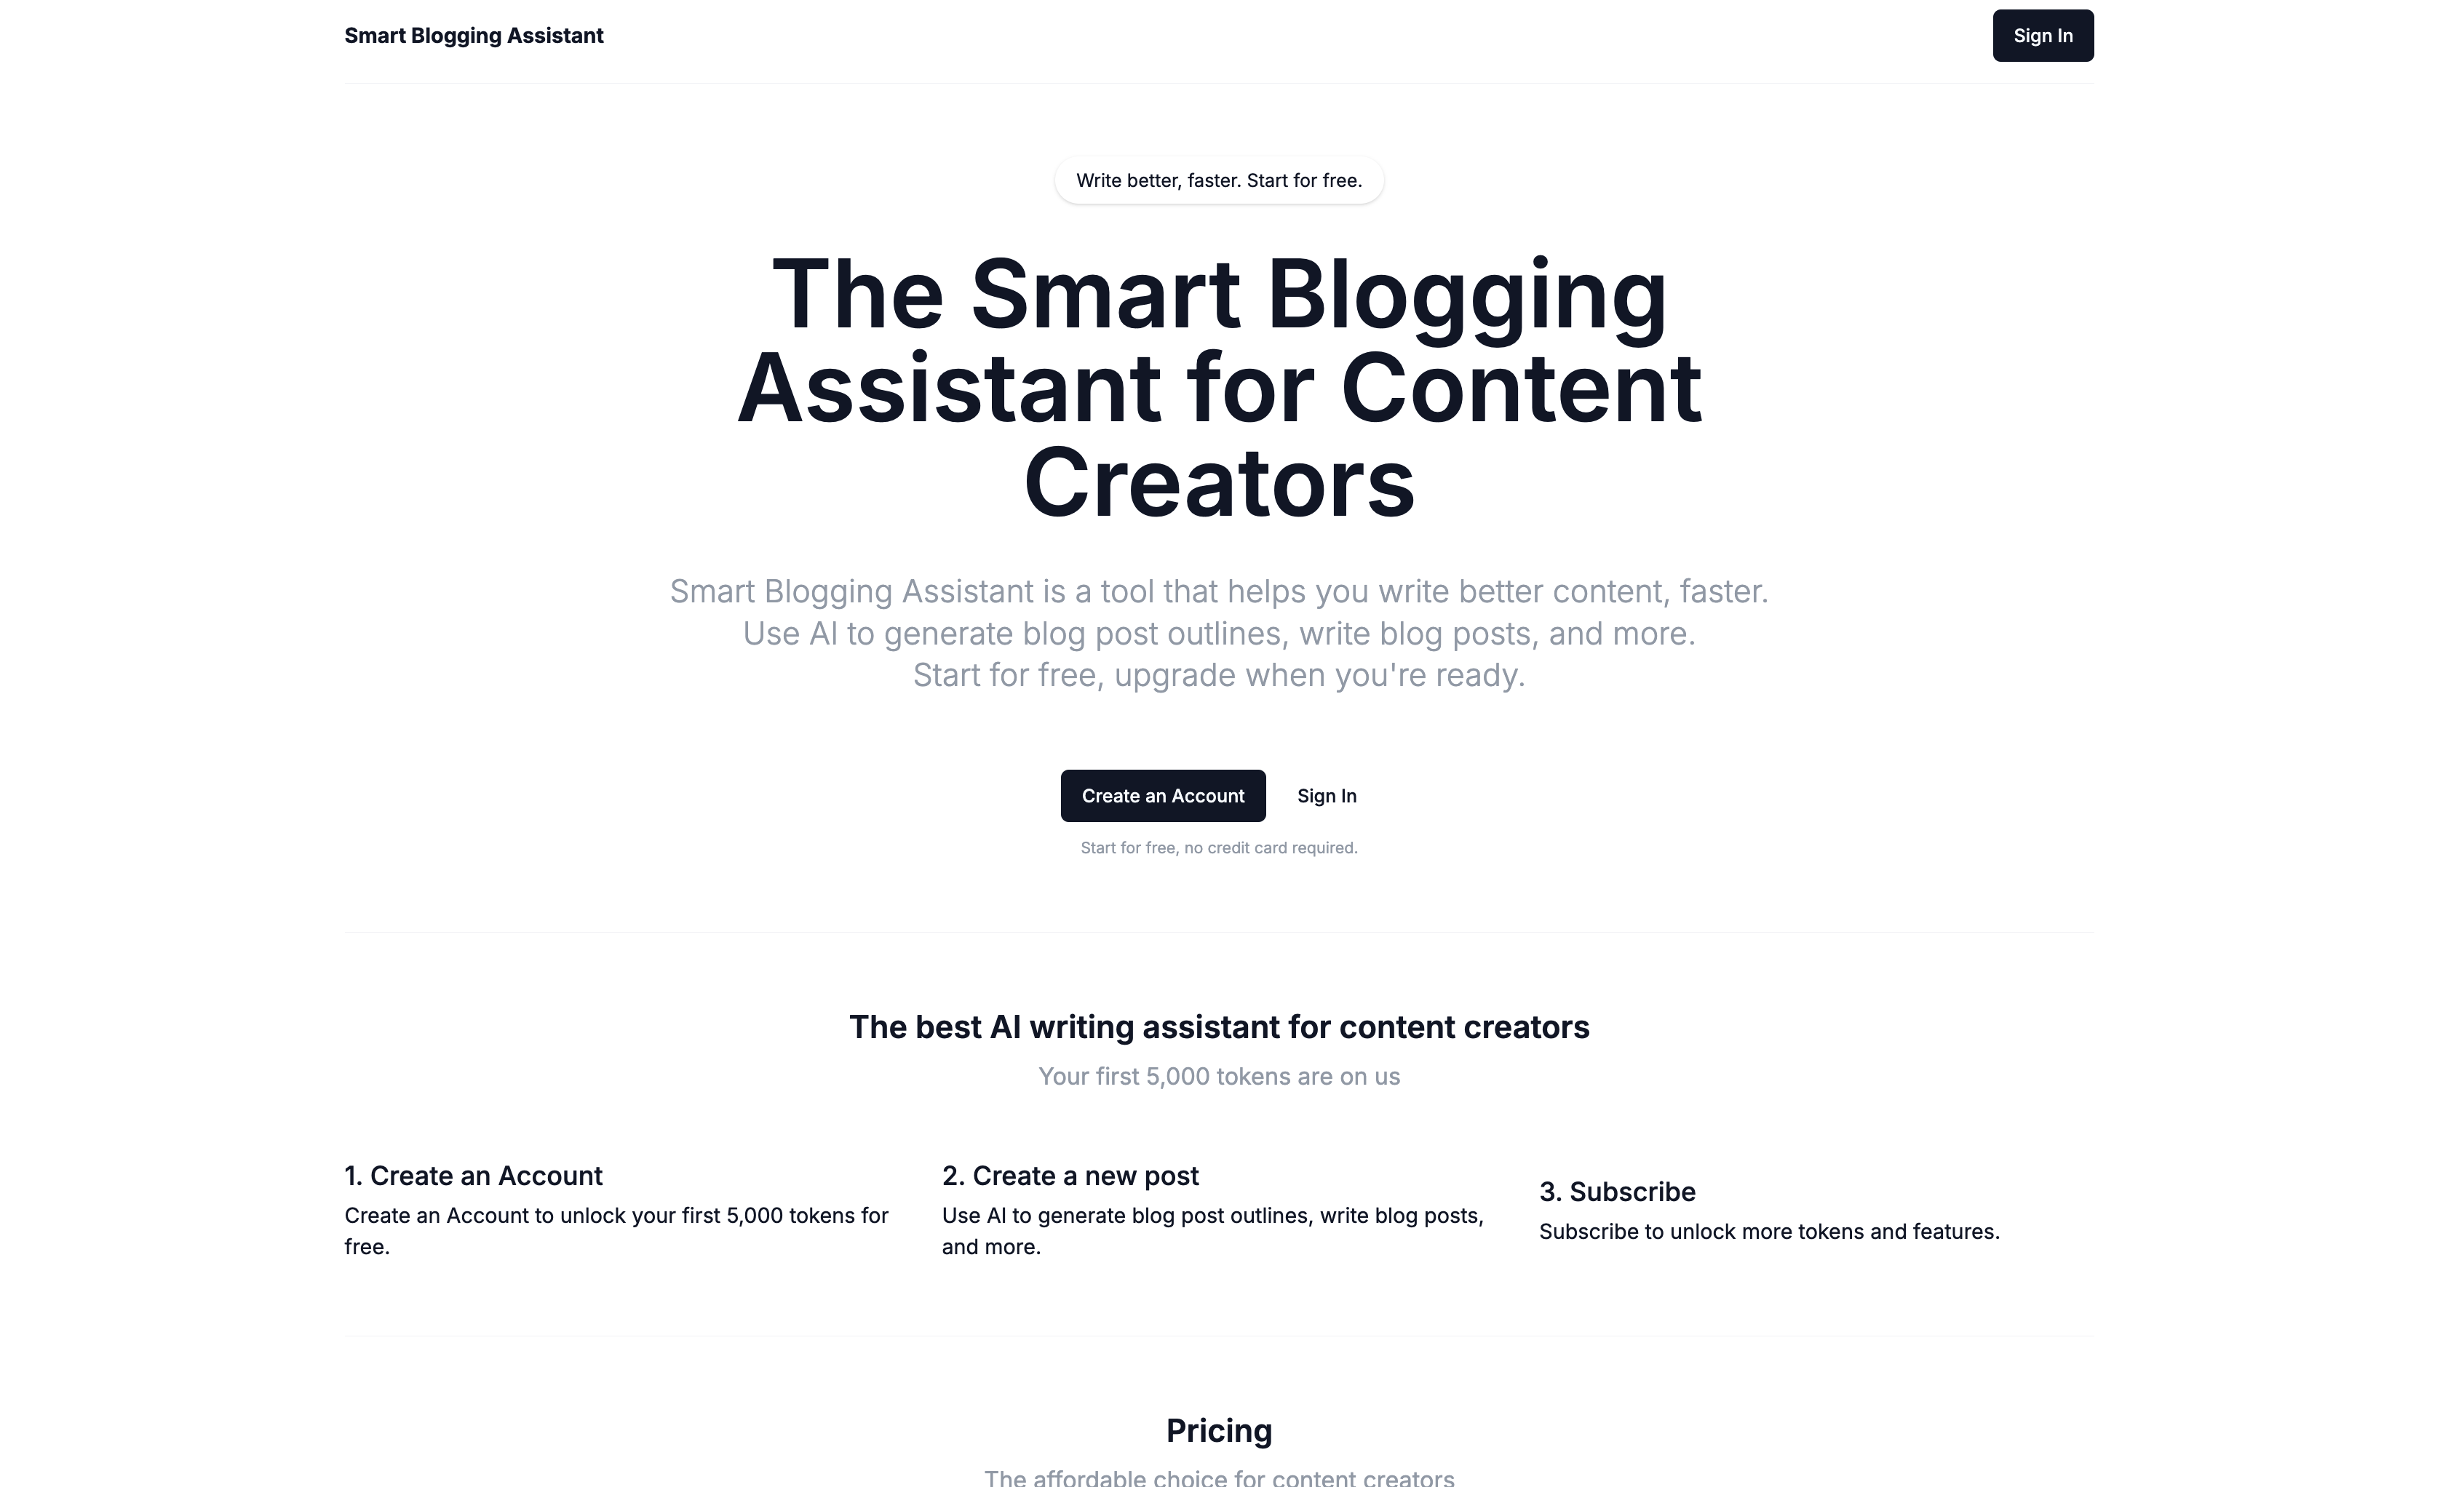 Smart Blogging Assistant
Sign In
Write better, faster. Start for free.
The Smart Blogging
Assistant for Content
Creators
Smart Blogging Assistant is a tool that helps you write better content, faster.
Use AI to generate blog post outlines, write blog posts, and more.
Start for free, upgrade when you're ready.
Create an Account
Sign In
Start for free, no credit card required.
The best AI writing assistant for content creators
Your first 5,000 tokens are on us
1. Create an Account
Create an Account to unlock your first 5,000 tokens for
free.
2. Create a new post
Use AI to generate blog post outlines, write blog posts,
and more.
3. Subscribe
Subscribe to unlock more tokens and features.
Pricing
The affordable choice for content creators